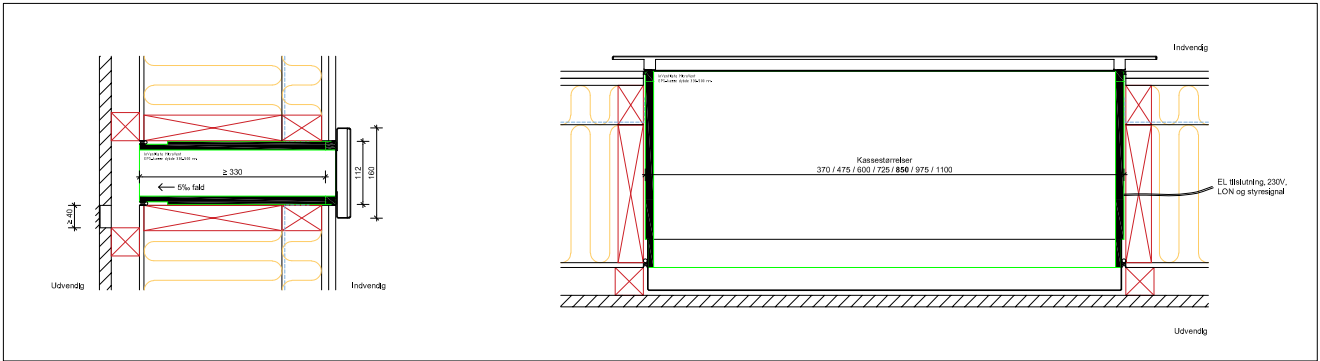 ≥ 330
5‰ fald
112
160
≥ 40
Udvendig
Indvendig
Indvendig
Kassestørrelser
370 / 475 / 600 / 725 / 850 / 975 / 1100
EL tilslutning, 230V,
LON og styresignal
Udvendig